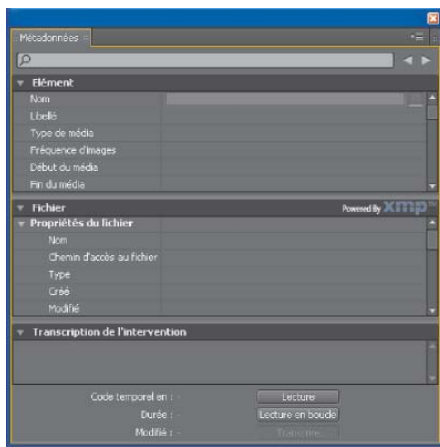 Métadonnées
Elément
Nom
Libellé
Type de média
Fréquence d'images
Début du média
Fin du média
Fichier Powered By xmp
Propriétés du fichier
Nom
Chemin d'accès au fichier
Type
Créé
Modifié
Transcription de l'intervention
Code temporel en : - Lecture
Durée : - Lecture en boucle
Modifié : - Transcrire